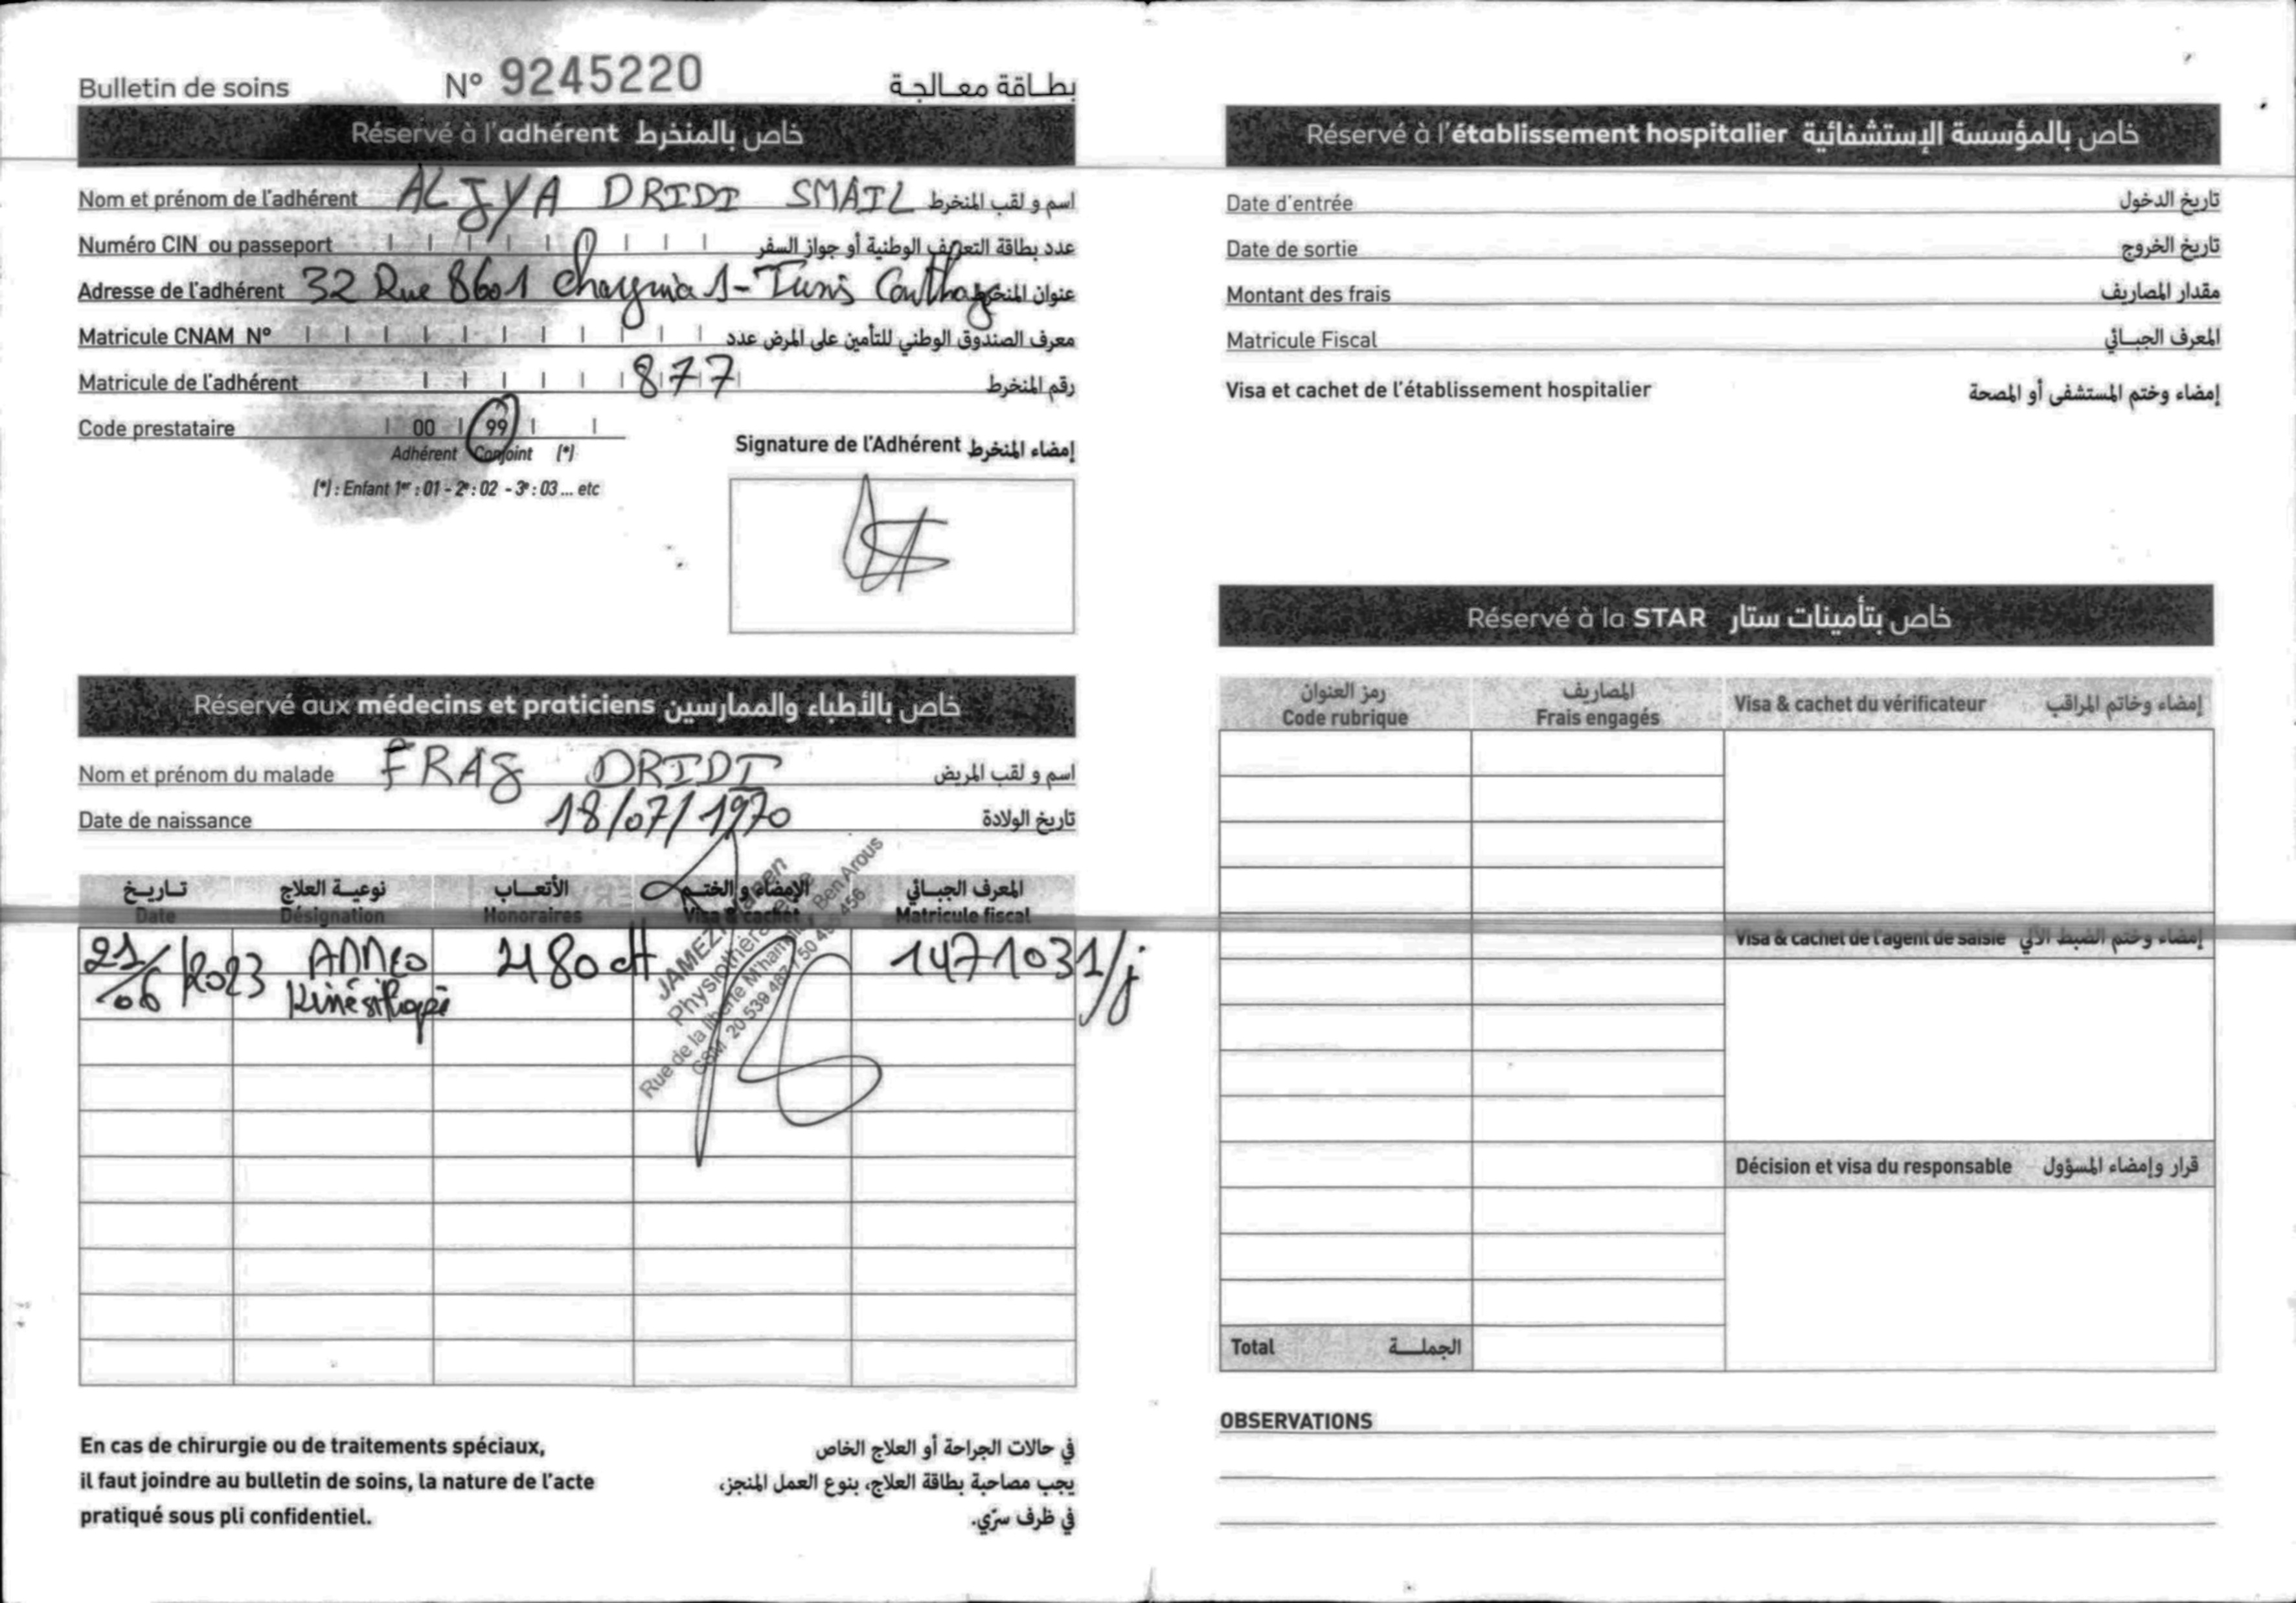 Bulletin de soins N° 9245220 بطاقة معالجة
Réservé à l'adhérent خاص بالمنخرط
Nom et prénom de l'adhérent ALJYA DRIDI SMAIL اسم و لقب المنخرط
Numéro CIN ou passeport عدد بطاقة التعريف الوطنية أو جواز السفر
Adresse de l'adhérent 32 Rue 8601 Charguia 1- Tunis Carthage عنوان المنخرط
Matricule CNAM N° معرف الصندوق الوطني للتأمين على المرض عدد
Matricule de l'adhérent 877 رقم المنخرط
Code prestataire 00 99
Adhérent Conjoint (*)
(*) : Enfant 1er : 01 - 2e : 02 - 3e : 03 ... etc
Signature de l'Adhérent إمضاء المنخرط
Réservé aux médecins et praticiens خاص بالأطباء والممارسين
Nom et prénom du malade FRAJ DRIDI اسم و لقب المريض
Date de naissance 18/07/1970 تاريخ الولادة
تاريخ نوعية العلاج الأتعاب الإمضاء و الختم المعرف الجبائي
Date Désignation Honoraires Visa & cachet Matricule fiscal
21/06/2023 480 dt 1471031/j
JAMEZI
Rue de la liberté M'hamdia Ben Arous
GSM 20 539 487
En cas de chirurgie ou de traitements spéciaux,
il faut joindre au bulletin de soins, la nature de l'acte
pratiqué sous pli confidentiel.
في حالات الجراحة أو العلاج الخاص
يجب مصاحبة بطاقة العلاج، بنوع العمل المنجز،
في ظرف سرّي.
Réservé à l'établissement hospitalier خاص بالمؤسسة الإستشفائية
Date d'entrée تاريخ الدخول
Date de sortie تاريخ الخروج
Montant des frais مقدار المصاريف
Matricule Fiscal المعرف الجبائي
Visa et cachet de l'établissement hospitalier إمضاء وختم المستشفى أو المصحة
Réservé à la STAR خاص بتأمينات ستار
رمز العنوان المصاريف
Code rubrique Frais engagés Visa & cachet du vérificateur إمضاء وخاتم المراقب
Visa & cachet de l'agent de saisie إمضاء وختم الضبط الآلي
Décision et visa du responsable قرار وإمضاء المسؤول
Total الجملة
OBSERVATIONS